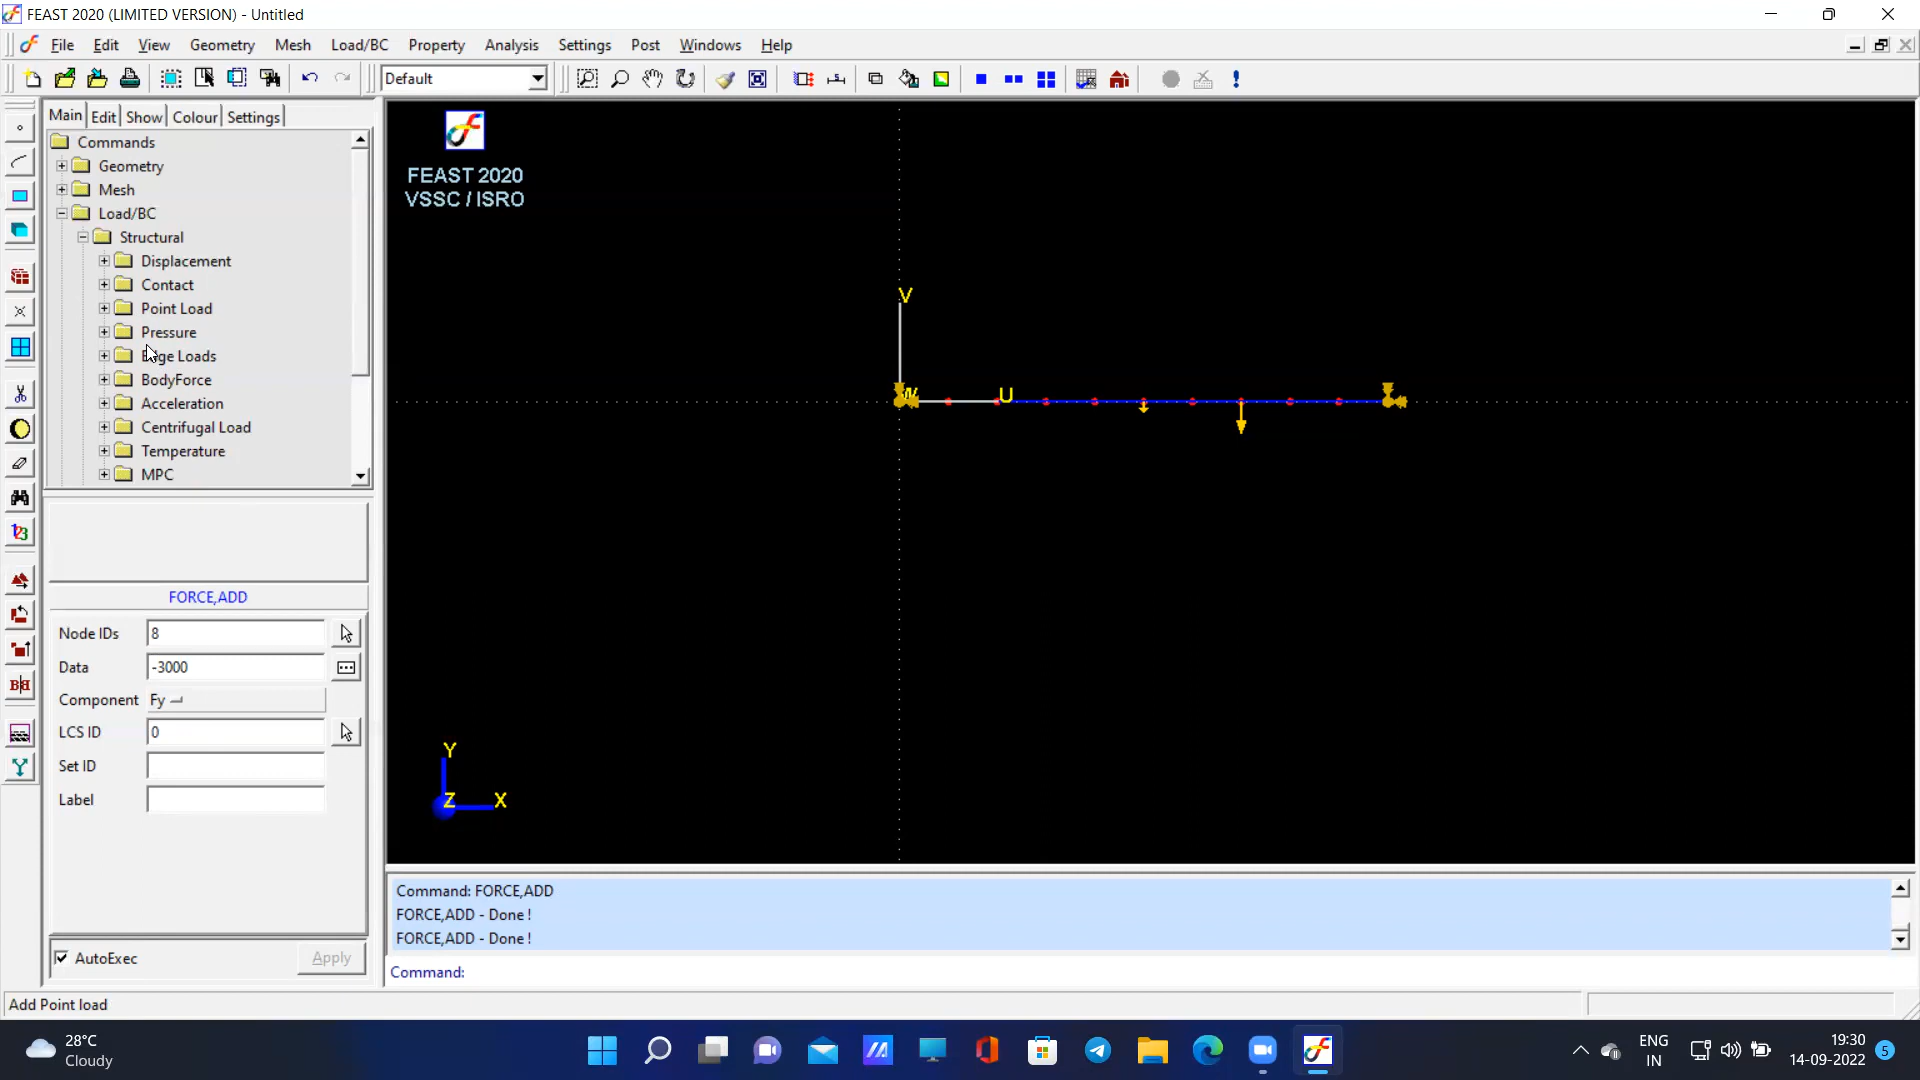 FEAST 2020 (LIMITED VERSION) - Untitled
File Edit View Geometry Mesh Load/BC Property Analysis Settings Post Windows Help
Default
Main Edit Show Colour Settings
Commands
Geometry
Mesh
Load/BC
Structural
Displacement
Contact
Point Load
Pressure
Edge Loads
BodyForce
Acceleration
Centrifugal Load
Temperature
MPC
FORCE,ADD
Node IDs 8
Data -3000
Component Fy
LCS ID 0
Set ID
Label
AutoExec Apply
FEAST 2020
VSSC / ISRO
V
W U
Y
Z X
Command: FORCE,ADD
FORCE,ADD - Done !
FORCE,ADD - Done !
Command:
Add Point load
28°C
Cloudy
ENG
IN
19:30
14-09-2022
5